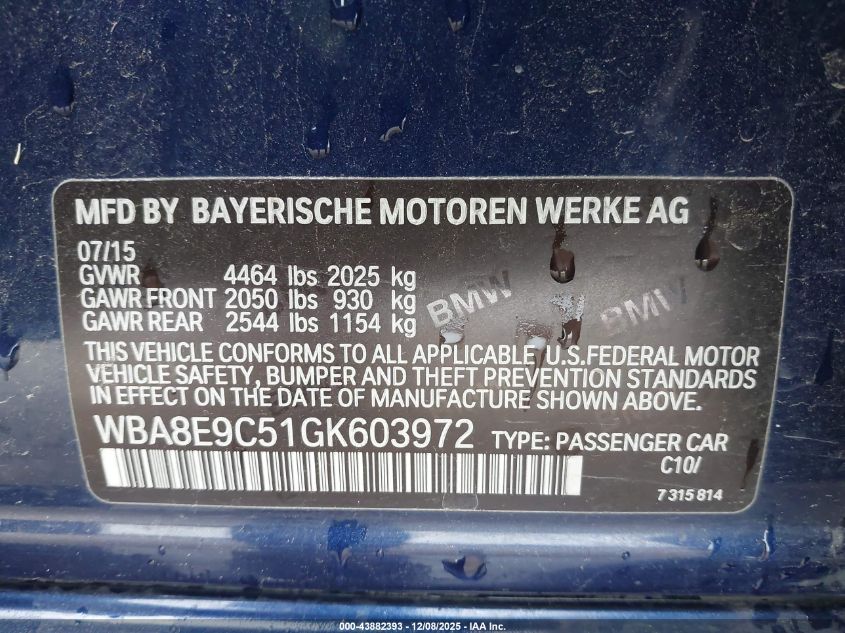 MFD BY BAYERISCHE MOTOREN WERKE AG
07/15
GVWR 4464 lbs 2025 kg
GAWR FRONT 2050 lbs 930 kg
GAWR REAR 2544 lbs 1154 kg
BMW BMW
THIS VEHICLE CONFORMS TO ALL APPLICABLE U.S.FEDERAL MOTOR
VEHICLE SAFETY, BUMPER AND THEFT PREVENTION STANDARDS
IN EFFECT ON THE DATE OF MANUFACTURE SHOWN ABOVE.
WBA8E9C51GK603972 TYPE: PASSENGER CAR
C10/
7 315 814
000-43882393 - 12/08/2025 - IAA Inc.